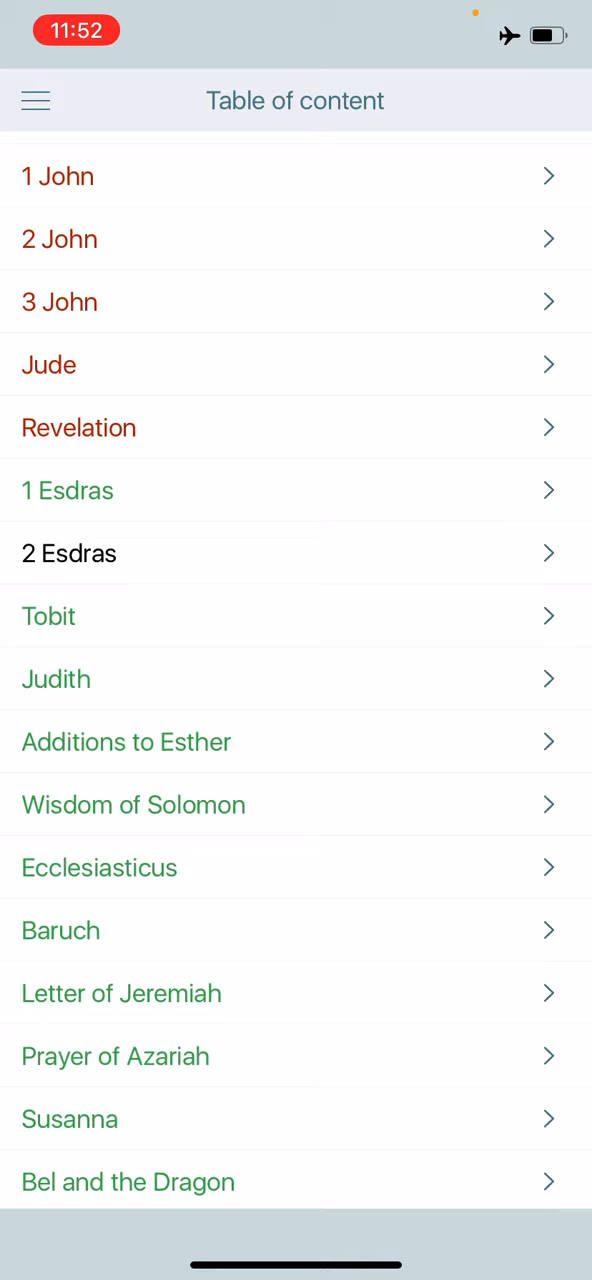 11:52
Table of content
1 John
2 John
3 John
Jude
Revelation
1 Esdras
2 Esdras
Tobit
Judith
Additions to Esther
Wisdom of Solomon
Ecclesiasticus
Baruch
Letter of Jeremiah
Prayer of Azariah
Susanna
Bel and the Dragon